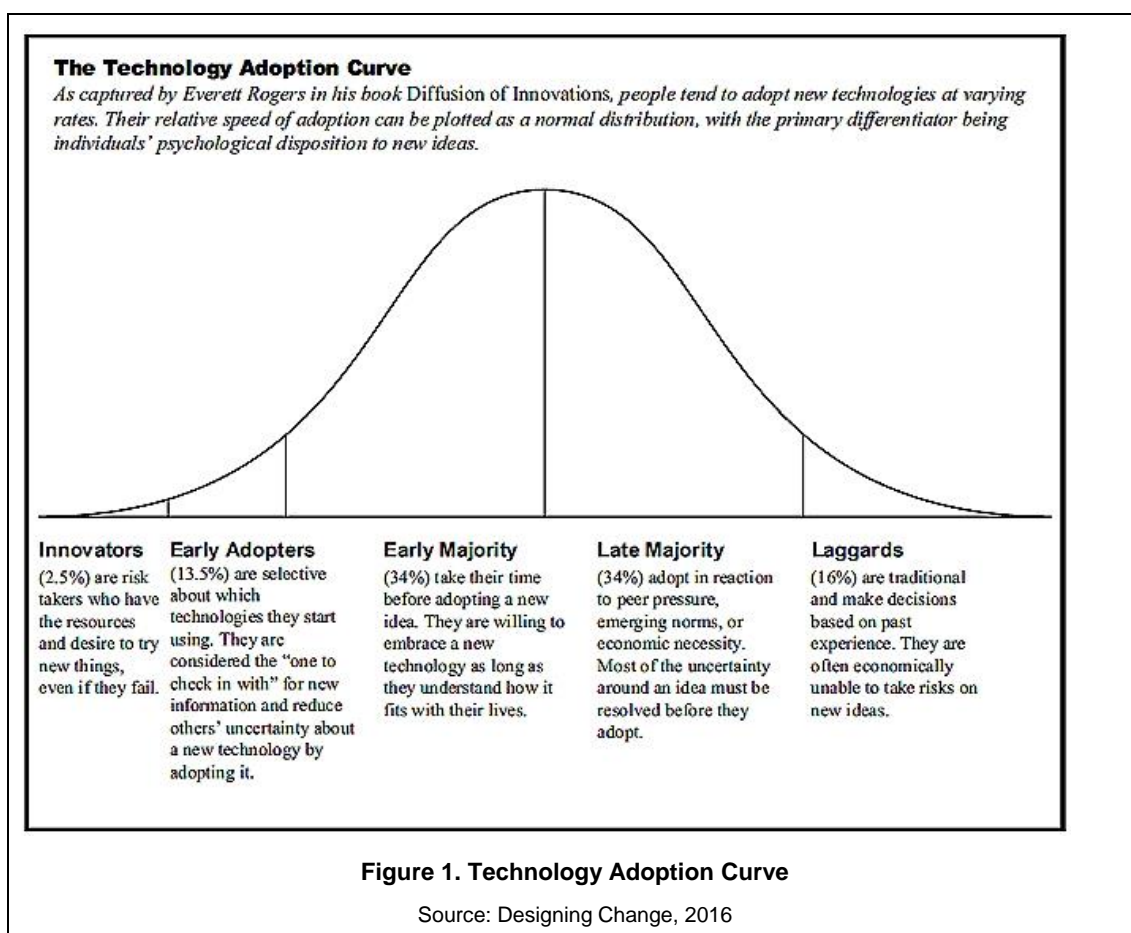 The Technology Adoption Curve
As captured by Everett Rogers in his book Diffusion of Innovations, people tend to adopt new technologies at varying
rates. Their relative speed of adoption can be plotted as a normal distribution, with the primary differentiator being
individuals’ psychological disposition to new ideas.
Innovators
(2.5%) are risk
takers who have
the resources
and desire to try
new things,
even if they fail.
Early Adopters
(13.5%) are selective
about which
technologies they start
using. They are
considered the “one to
check in with” for new
information and reduce
others’ uncertainty about
a new technology by
adopting it.
Early Majority
(34%) take their time
before adopting a new
idea. They are willing to
embrace a new
technology as long as
they understand how it
fits with their lives.
Late Majority
(34%) adopt in reaction
to peer pressure,
emerging norms, or
economic necessity.
Most of the uncertainty
around an idea must be
resolved before they
adopt.
Laggards
(16%) are traditional
and make decisions
based on past
experience. They are
often economically
unable to take risks on
new ideas.
Figure 1. Technology Adoption Curve
Source: Designing Change, 2016